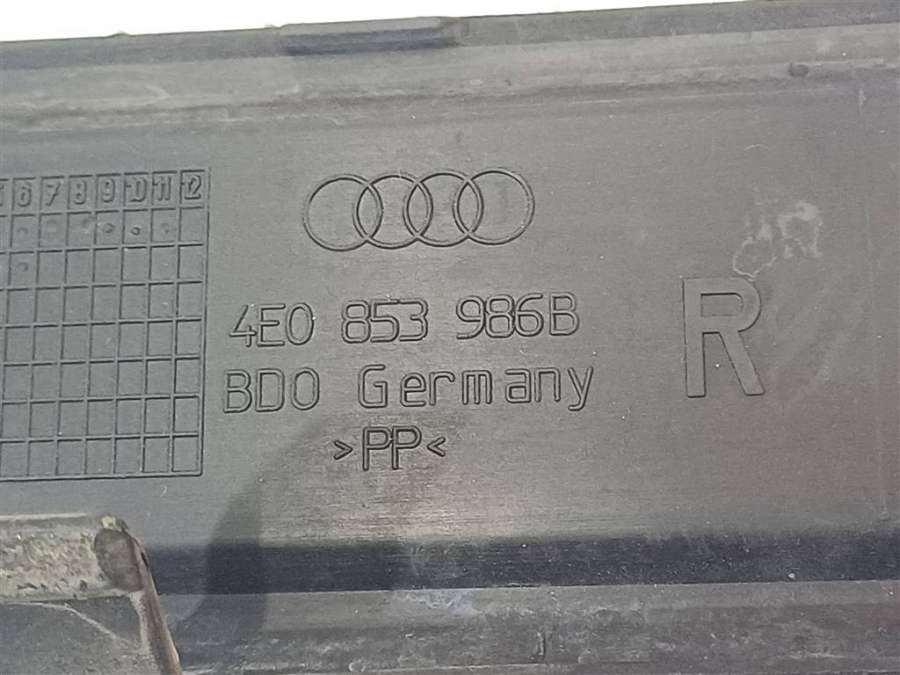 6 7 8 9 10 11 12
4E0 853 986B
BDO Germany
>PP<
R